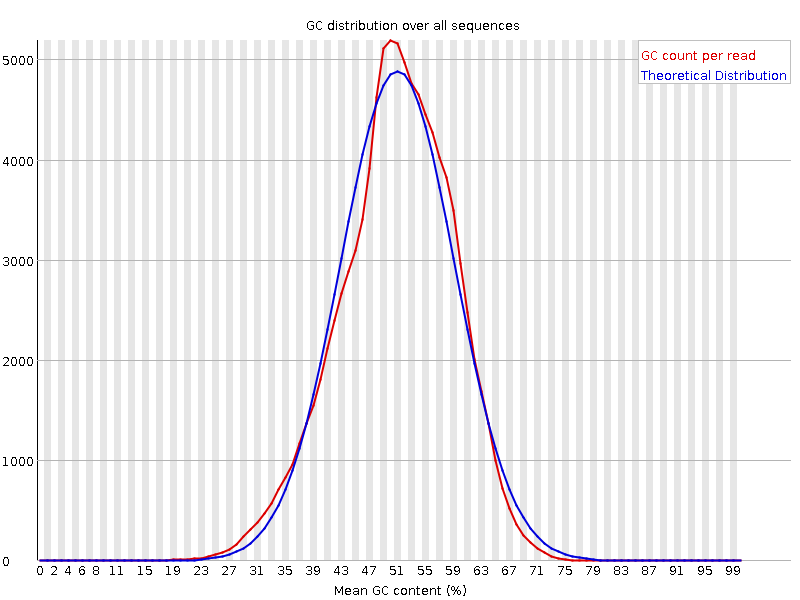 GC distribution over all sequences
GC count per read
Theoretical Distribution
5000
4000
3000
2000
1000
0
0 2 4 6 8 11 15 19 23 27 31 35 39 43 47 51 55 59 63 67 71 75 79 83 87 91 95 99
Mean GC content (%)